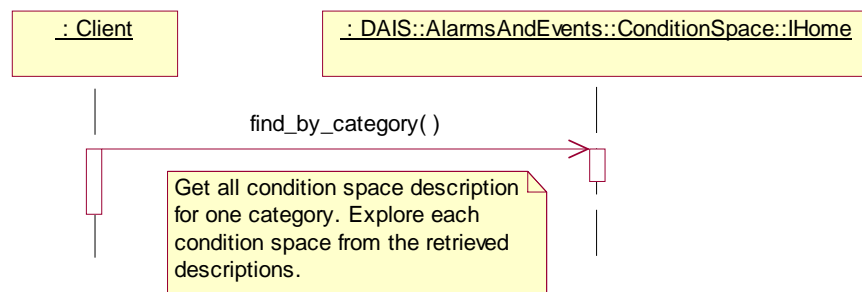 : Client
: DAIS::AlarmsAndEvents::ConditionSpace::IHome
find_by_category( )
Get all condition space description
for one category. Explore each
condition space from the retrieved
descriptions.